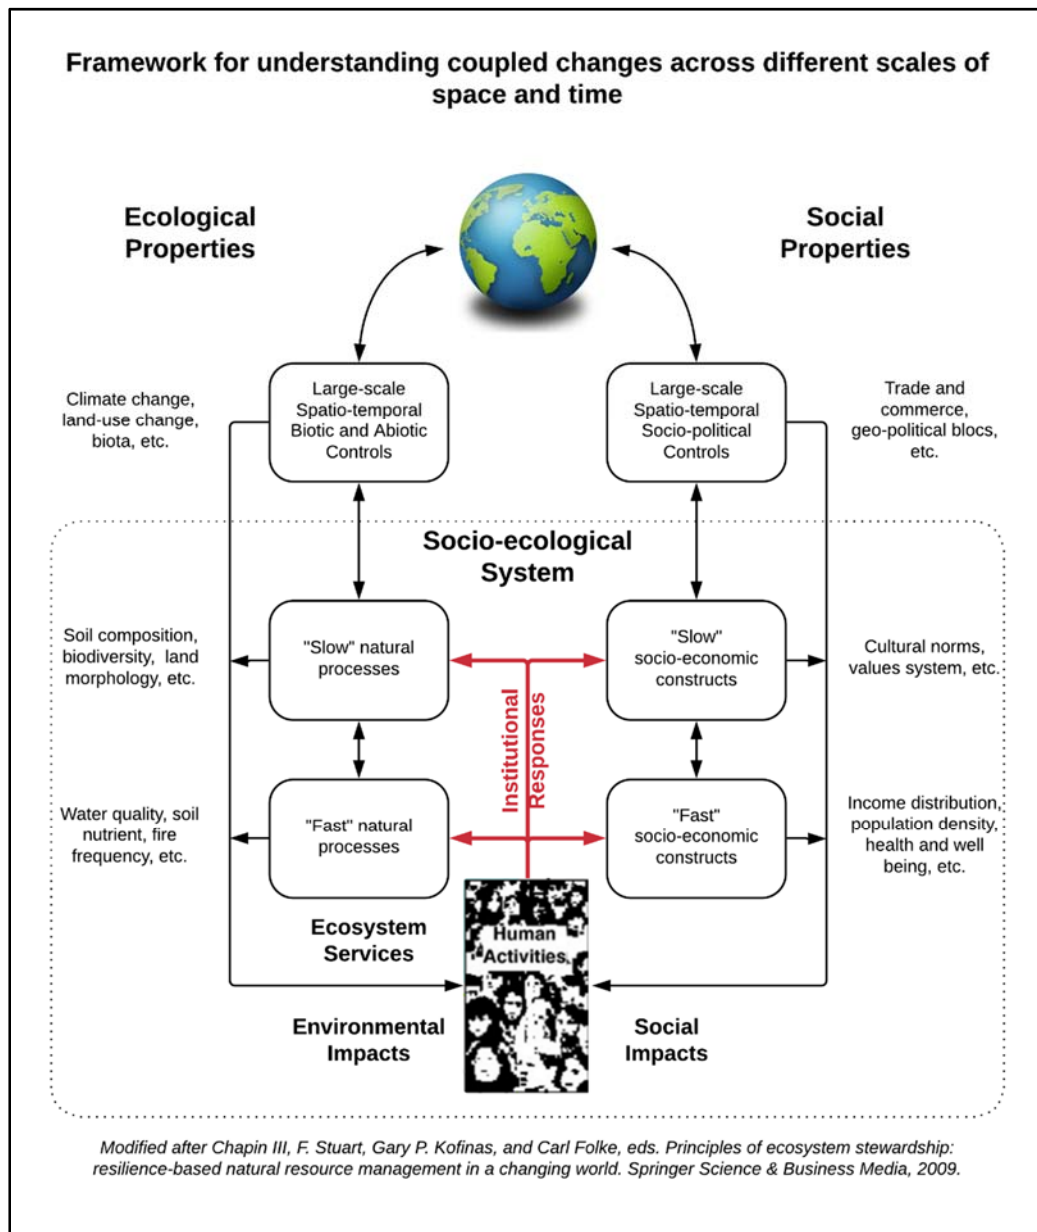 Framework for understanding coupled changes across different scales of
space and time
Ecological
Properties
Social
Properties
Climate change,
land-use change,
biota, etc.
Large-scale
Spatio-temporal
Biotic and Abiotic
Controls
Large-scale
Spatio-temporal
Socio-political
Controls
Trade and
commerce,
geo-political blocs,
etc.
Socio-ecological
System
Soil composition,
biodiversity, land
morphology, etc.
"Slow" natural
processes
"Slow"
socio-economic
constructs
Cultural norms,
values system, etc.
Institutional
Responses
Water quality, soil
nutrient, fire
frequency, etc.
"Fast" natural
processes
"Fast"
socio-economic
constructs
Income distribution,
population density,
health and well
being, etc.
Ecosystem
Services
Human
Activities
Environmental
Impacts
Social
Impacts
Modified after Chapin III, F. Stuart, Gary P. Kofinas, and Carl Folke, eds. Principles of ecosystem stewardship:
resilience-based natural resource management in a changing world. Springer Science & Business Media, 2009.